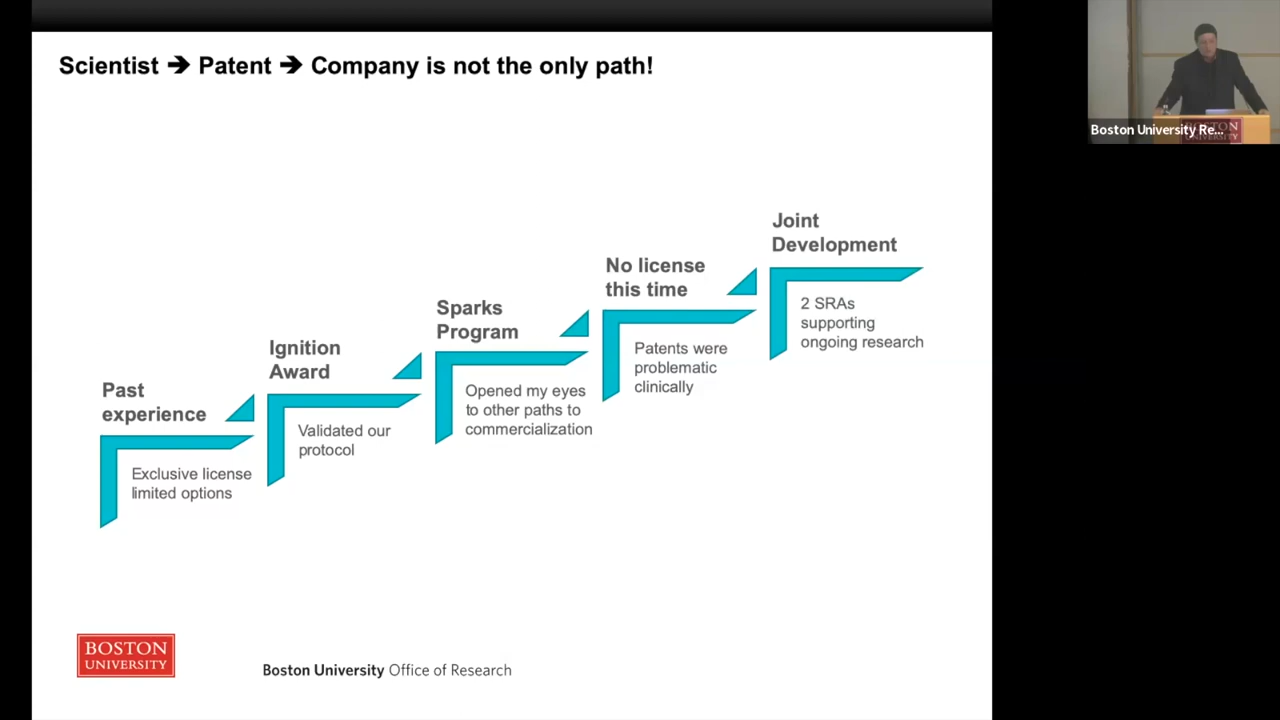 Scientist ➔ Patent ➔ Company is not the only path!
Past
experience
Exclusive license
limited options
Ignition
Award
Validated our
protocol
Sparks
Program
Opened my eyes
to other paths to
commercialization
No license
this time
Patents were
problematic
clinically
Joint
Development
2 SRAs
supporting
ongoing research
BOSTON
UNIVERSITY
Boston University Office of Research
Boston University Re...
BOSTON
UNIVERSITY